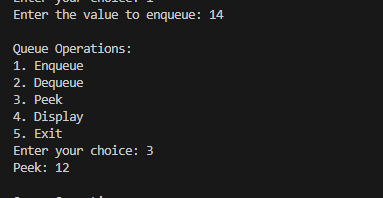 Enter your choice: 1
Enter the value to enqueue: 14
Queue Operations:
1. Enqueue
2. Dequeue
3. Peek
4. Display
5. Exit
Enter your choice: 3
Peek: 12